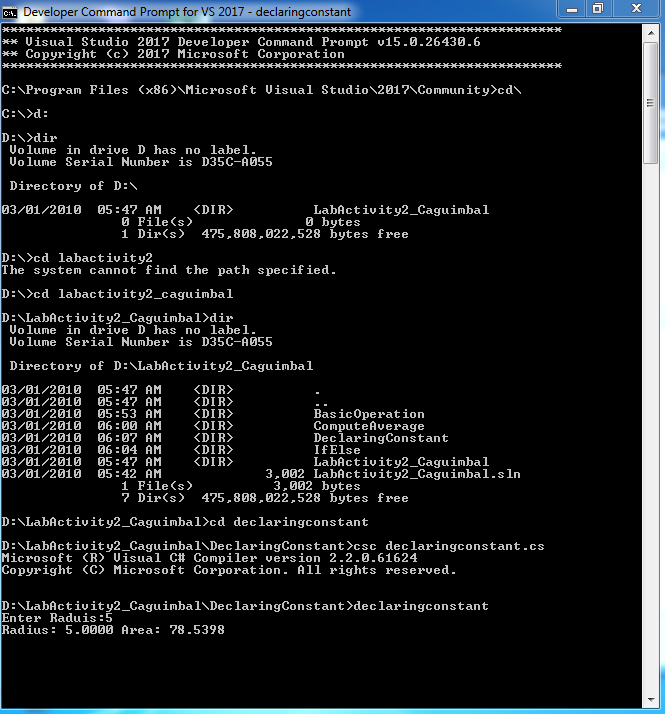 Developer Command Prompt for VS 2017 - declaringconstant
**********************************************************************
** Visual Studio 2017 Developer Command Prompt v15.0.26430.6
** Copyright (c) 2017 Microsoft Corporation
**********************************************************************
C:\Program Files (x86)\Microsoft Visual Studio\2017\Community>cd\
C:\>d:
D:\>dir
 Volume in drive D has no label.
 Volume Serial Number is D35C-A055
 Directory of D:\
03/01/2010  05:47 AM    <DIR>          LabActivity2_Caguimbal
               0 File(s)              0 bytes
               1 Dir(s)  475,808,022,528 bytes free
D:\>cd labactivity2
The system cannot find the path specified.
D:\>cd labactivity2_caguimbal
D:\LabActivity2_Caguimbal>dir
 Volume in drive D has no label.
 Volume Serial Number is D35C-A055
 Directory of D:\LabActivity2_Caguimbal
03/01/2010  05:47 AM    <DIR>          .
03/01/2010  05:47 AM    <DIR>          ..
03/01/2010  05:53 AM    <DIR>          BasicOperation
03/01/2010  06:00 AM    <DIR>          ComputeAverage
03/01/2010  06:07 AM    <DIR>          DeclaringConstant
03/01/2010  06:04 AM    <DIR>          IfElse
03/01/2010  05:47 AM    <DIR>          LabActivity2_Caguimbal
03/01/2010  05:42 AM             3,002 LabActivity2_Caguimbal.sln
               1 File(s)          3,002 bytes
               7 Dir(s)  475,808,022,528 bytes free
D:\LabActivity2_Caguimbal>cd declaringconstant
D:\LabActivity2_Caguimbal\DeclaringConstant>csc declaringconstant.cs
Microsoft (R) Visual C# Compiler version 2.2.0.61624
Copyright (C) Microsoft Corporation. All rights reserved.
D:\LabActivity2_Caguimbal\DeclaringConstant>declaringconstant
Enter Raduis:5
Radius: 5.0000 Area: 78.5398